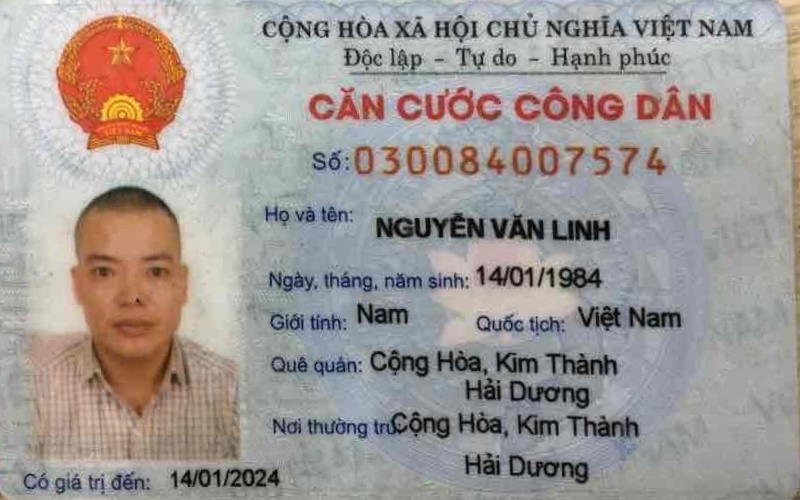 CỘNG HÒA XÃ HỘI CHỦ NGHĨA VIỆT NAM
Độc lập - Tự do - Hạnh phúc
CĂN CƯỚC CÔNG DÂN
Số: 030084007574
Họ và tên: NGUYỄN VĂN LINH
Ngày, tháng, năm sinh: 14/01/1984
Giới tính: Nam Quốc tịch: Việt Nam
Quê quán: Cộng Hòa, Kim Thành
Hải Dương
Nơi thường trú: Cộng Hòa, Kim Thành
Hải Dương
Có giá trị đến: 14/01/2024